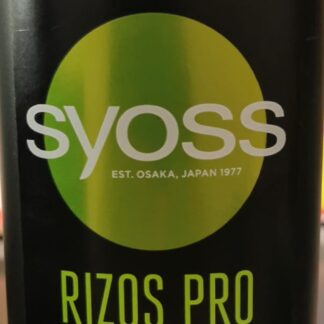 syoss
EST. OSAKA, JAPAN 1977
RIZOS PRO